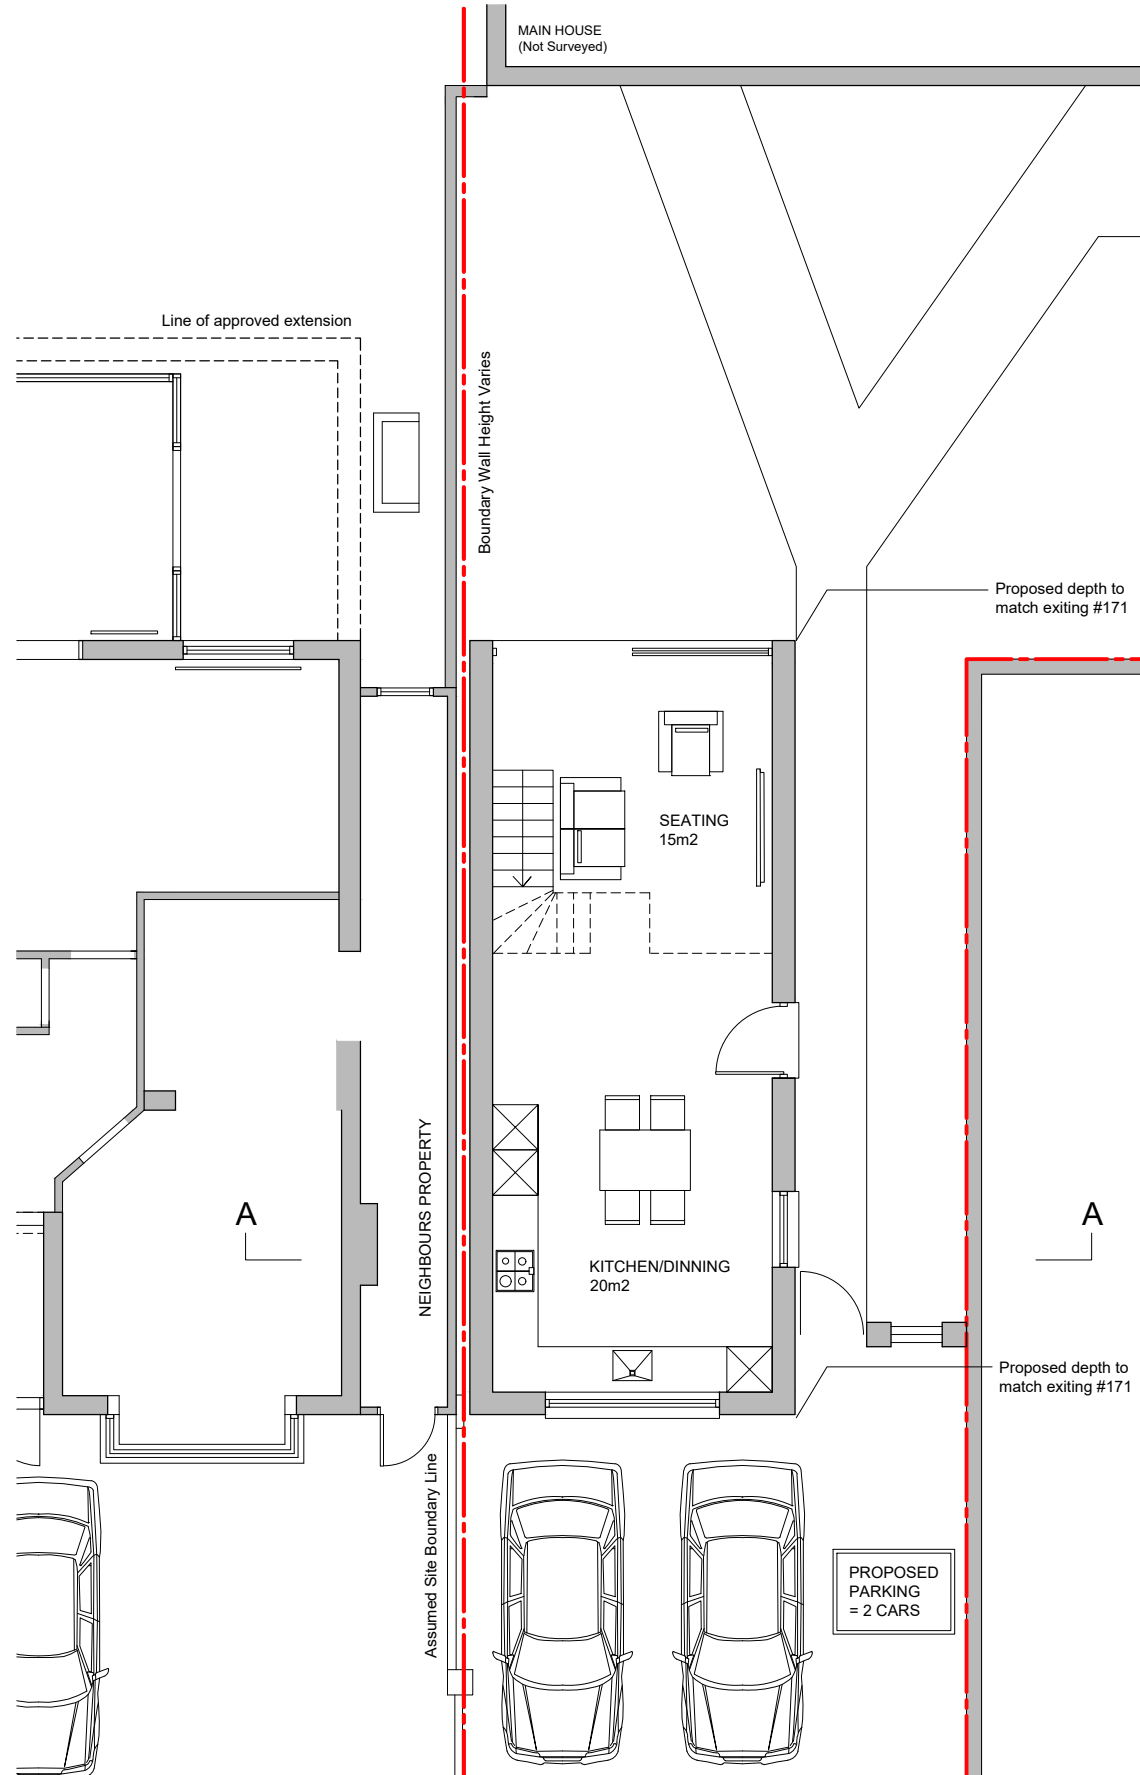 MAIN HOUSE
(Not Surveyed)
Line of approved extension
Boundary Wall Height Varies
Proposed depth to
match exiting #171
SEATING
15m2
NEIGHBOURS PROPERTY
A
A
KITCHEN/DINNING
20m2
Proposed depth to
match exiting #171
Assumed Site Boundary Line
PROPOSED
PARKING
= 2 CARS